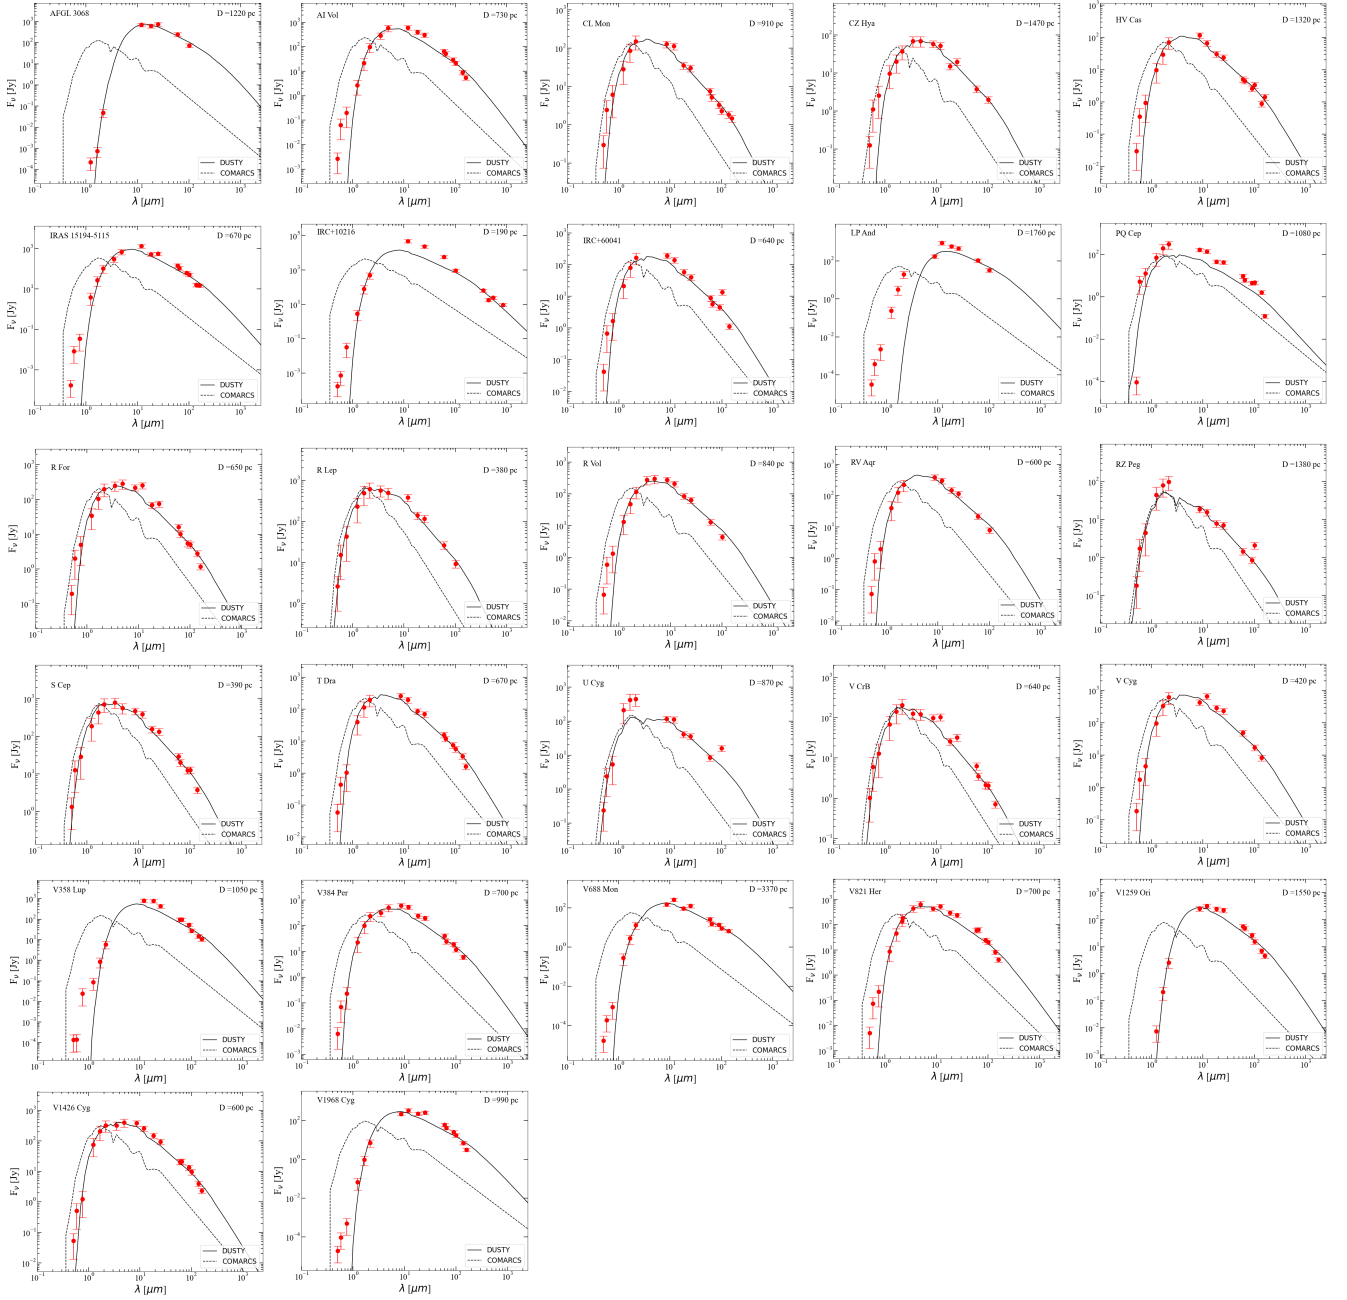 AFGL 3068
D =1220 pc
AI Vol
D =730 pc
CL Mon
D =910 pc
CZ Hya
D =1470 pc
HV Cas
D =1320 pc
IRAS 15194-5115
D =670 pc
IRC+10216
D =190 pc
IRC+60041
D =640 pc
LP And
D =1760 pc
PQ Cep
D =1080 pc
R For
D =650 pc
R Lep
D =380 pc
R Vol
D =840 pc
RV Aqr
D =600 pc
RZ Peg
D =1380 pc
S Cep
D =390 pc
T Dra
D =670 pc
U Cyg
D =870 pc
V CrB
D =640 pc
V Cyg
D =420 pc
V358 Lup
D =1050 pc
V384 Per
D =700 pc
V688 Mon
D =3370 pc
V821 Her
D =700 pc
V1259 Ori
D =1550 pc
V1426 Cyg
D =600 pc
V1968 Cyg
D =990 pc
Fν [Jy]
λ [μm]
DUSTY
COMARCS